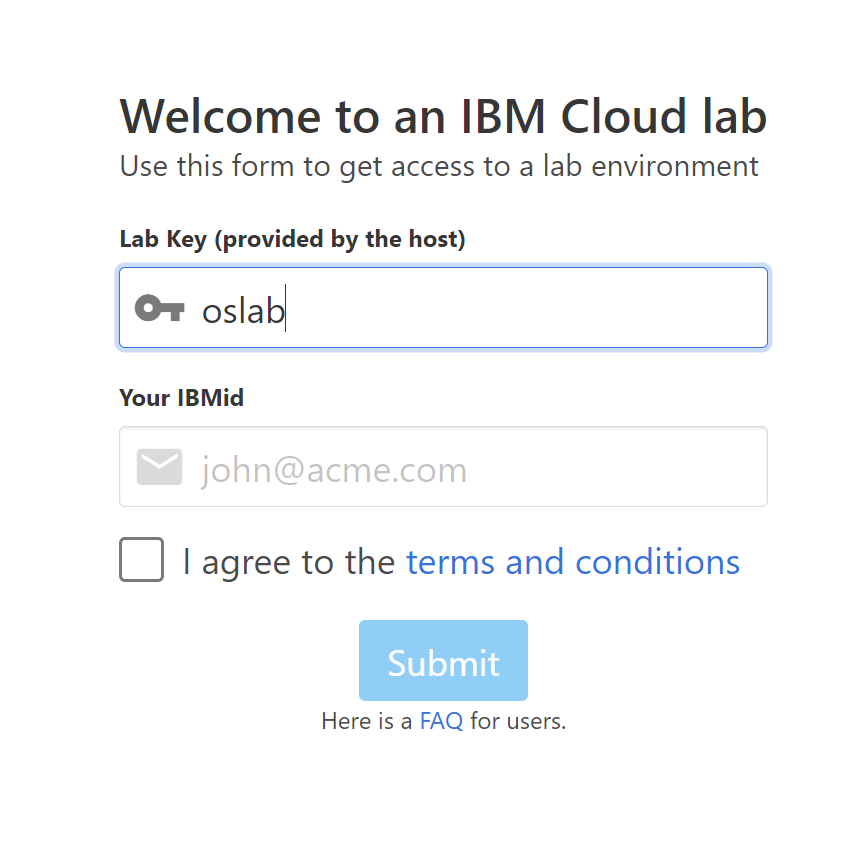 Welcome to an IBM Cloud lab
Use this form to get access to a lab environment
Lab Key (provided by the host)
oslab
Your IBMid
john@acme.com
I agree to the terms and conditions
Submit
Here is a FAQ for users.